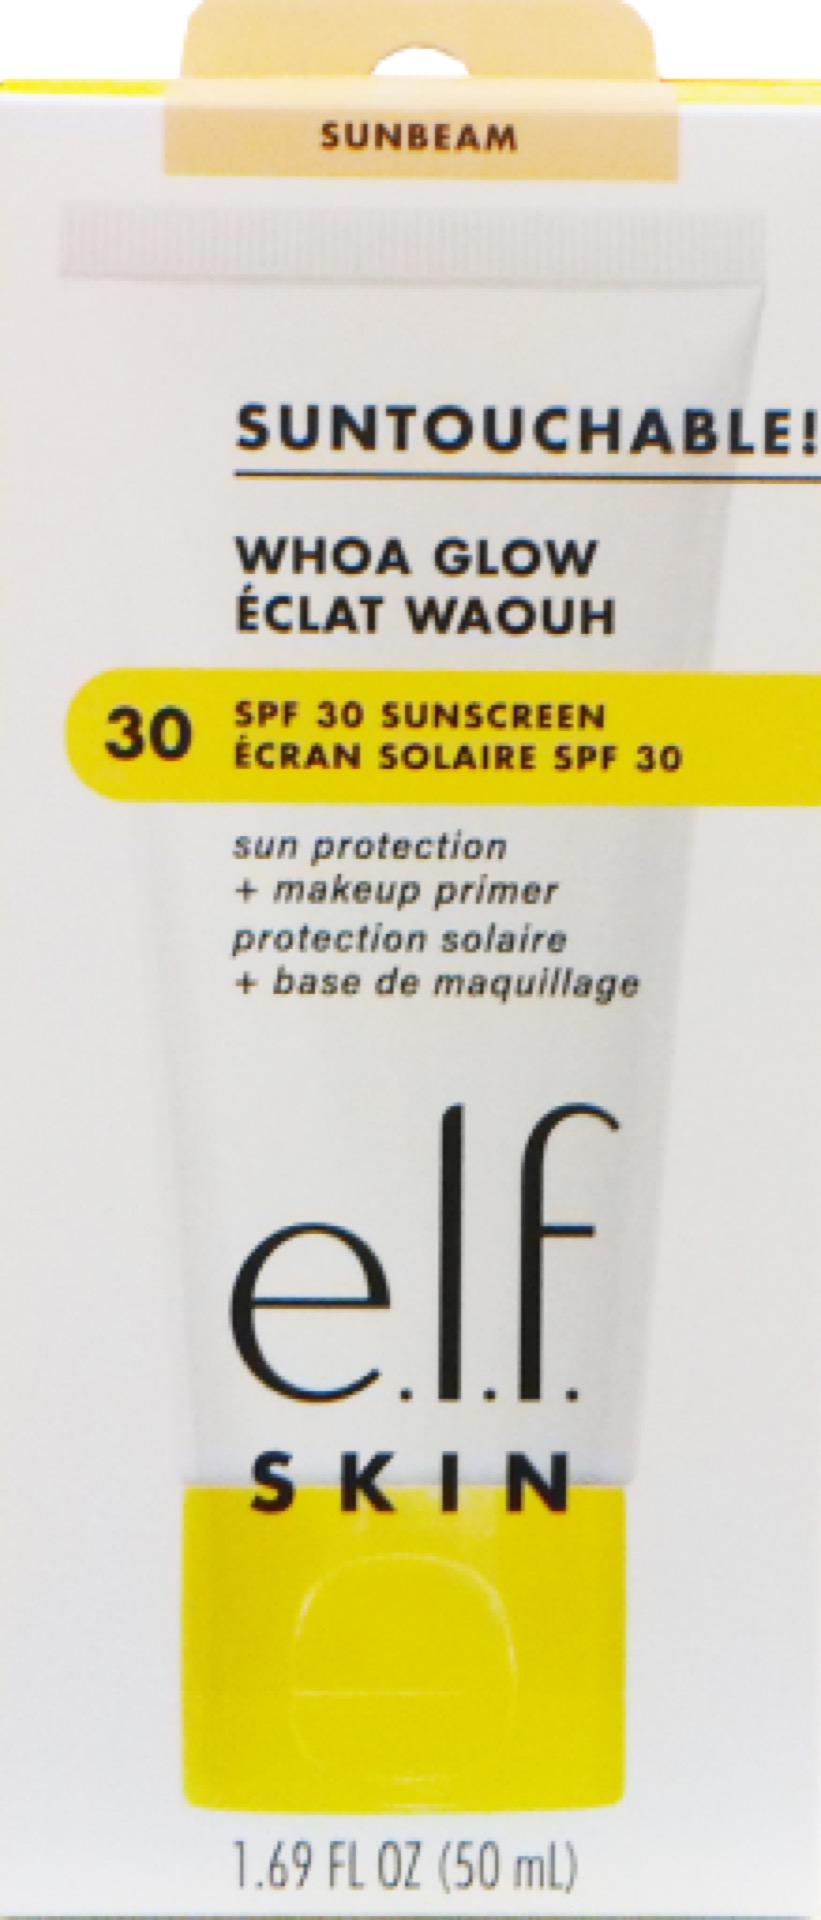 SUNBEAM
SUNTOUCHABLE!
WHOA GLOW
ÉCLAT WAOUH
30
SPF 30 SUNSCREEN
ÉCRAN SOLAIRE SPF 30
sun protection
+ makeup primer
protection solaire
+ base de maquillage
e.l.f.
SKIN
1.69 FL OZ (50 mL)